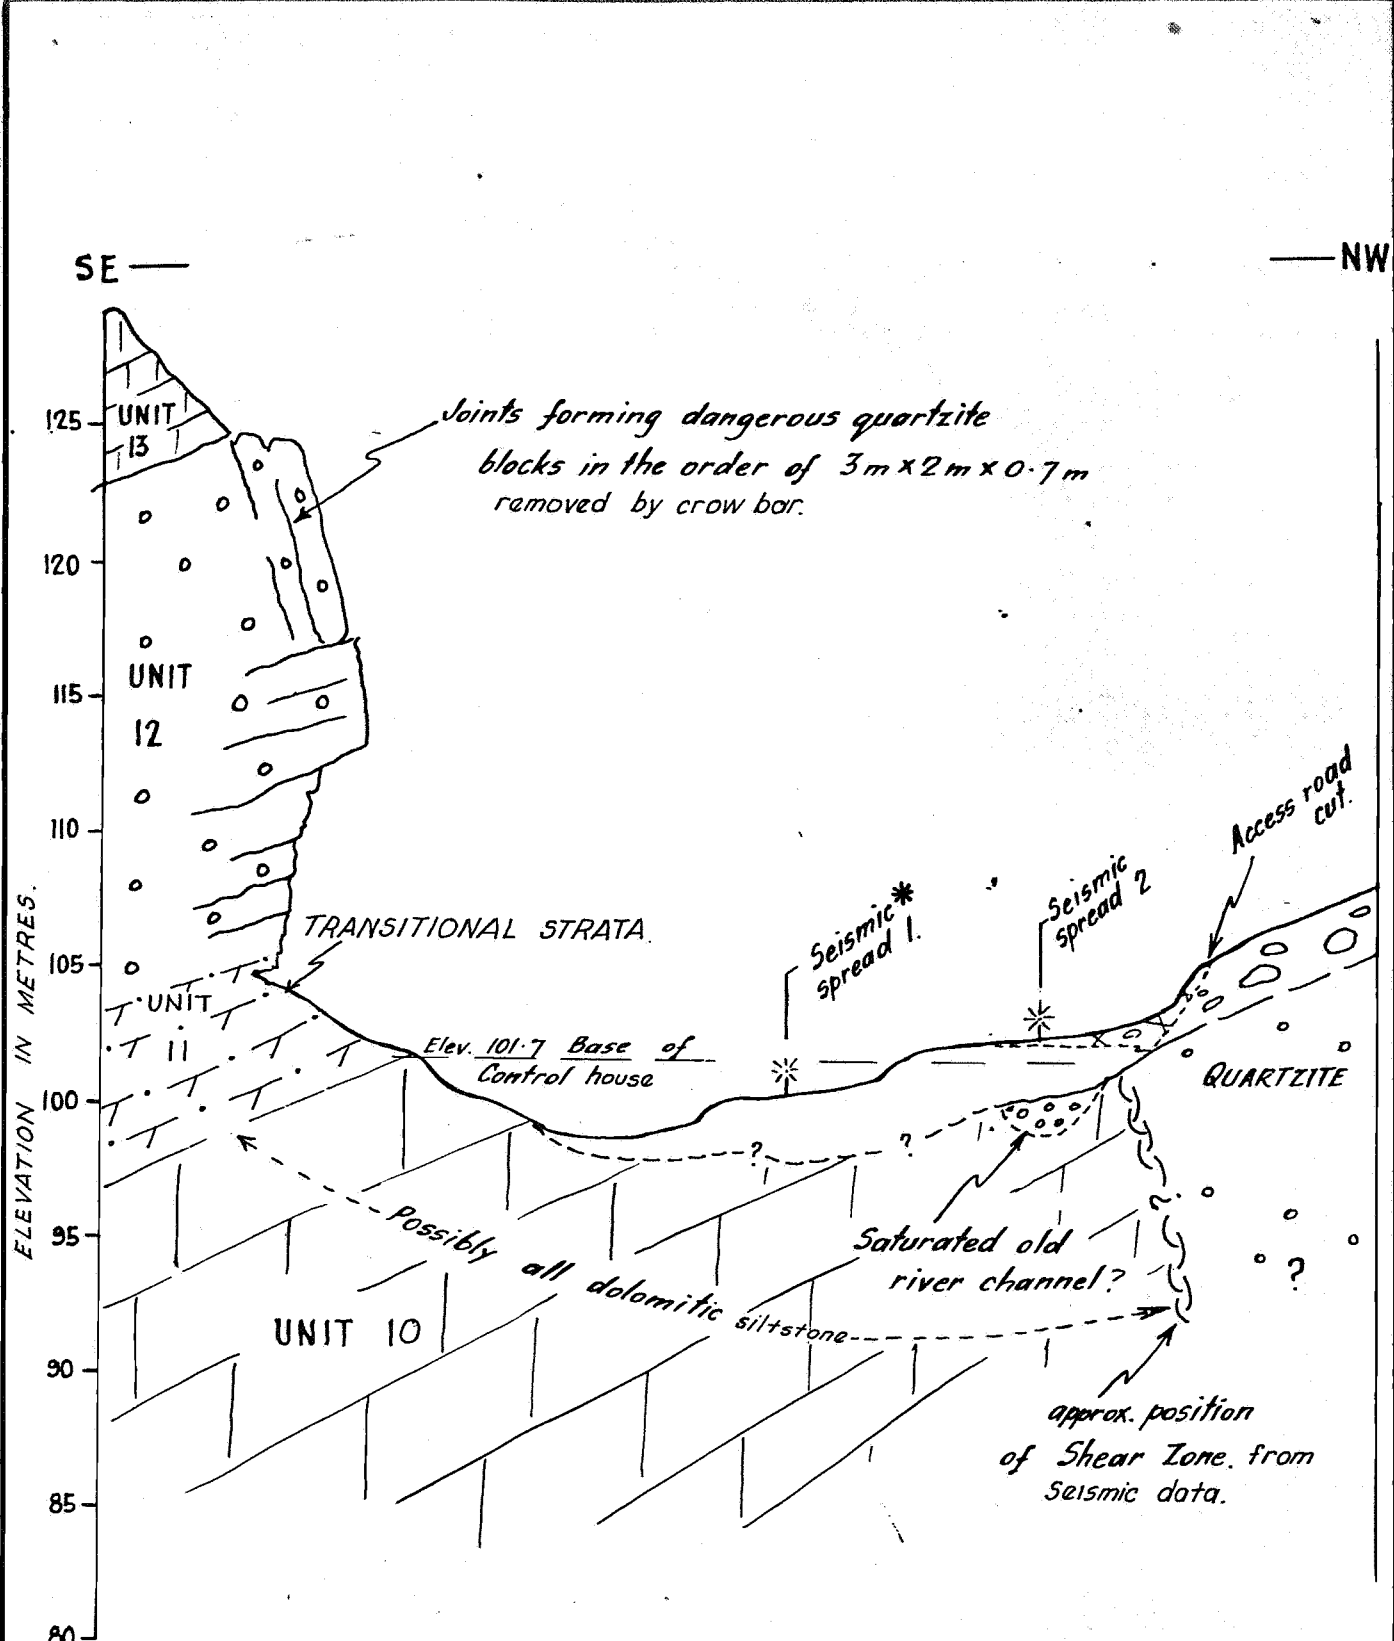 SE
NW
125
UNIT
13
Joints forming dangerous quartzite
blocks in the order of 3m x 2m x 0.7m
removed by crow bar.
120
UNIT
12
115
110
Access road
cut.
Seismic
spread 2
Seismic*
spread 1.
TRANSITIONAL STRATA.
105
UNIT
11
Elev. 101.7 Base of
Control house
100
QUARTZITE
ELEVATION IN METRES.
?
?
?
95
Saturated old
river channel?
?
Possibly all dolomitic siltstone
UNIT 10
90
approx. position
of Shear Zone. from
Seismic data.
85
80